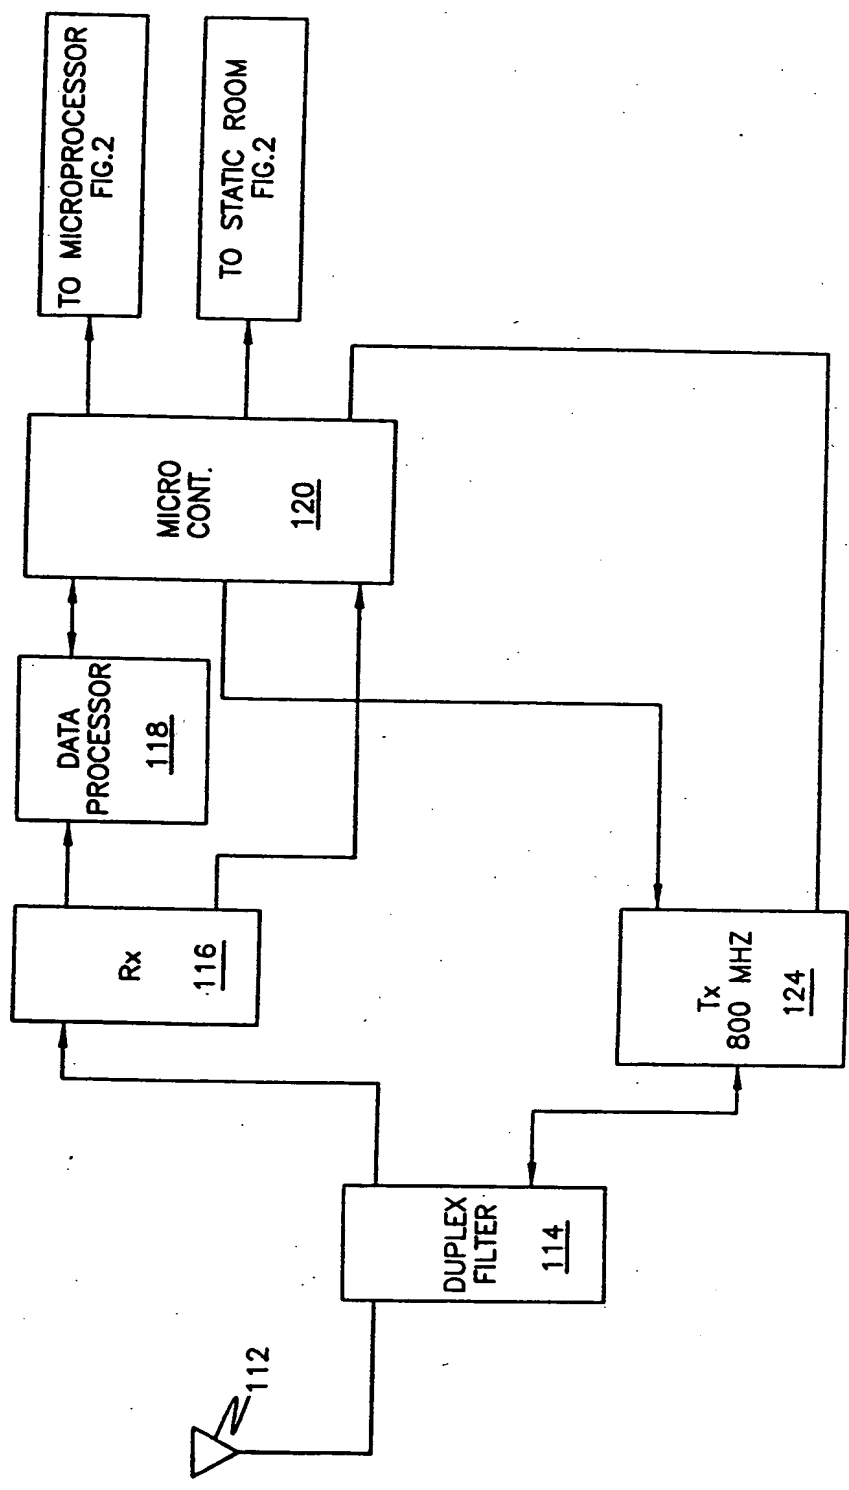 112
DUPLEX
FILTER
114
Rx
116
DATA
PROCESSOR
118
MICRO
CONT.
120
TO MICROPROCESSOR
FIG.2
TO STATIC ROOM
FIG.2
Tx
800 MHZ
124